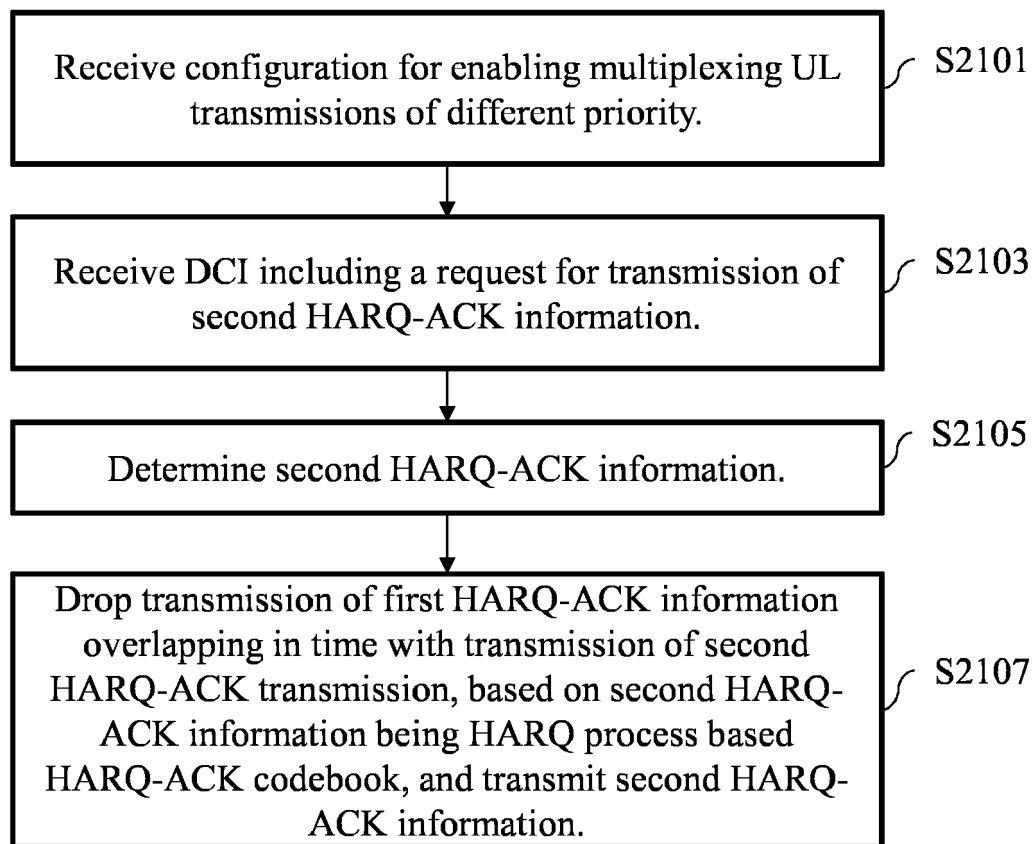 Receive configuration for enabling multiplexing UL
transmissions of different priority.
S2101
Receive DCI including a request for transmission of
second HARQ-ACK information.
S2103
Determine second HARQ-ACK information.
S2105
Drop transmission of first HARQ-ACK information
overlapping in time with transmission of second
HARQ-ACK transmission, based on second HARQ-
ACK information being HARQ process based
HARQ-ACK codebook, and transmit second HARQ-
ACK information.
S2107